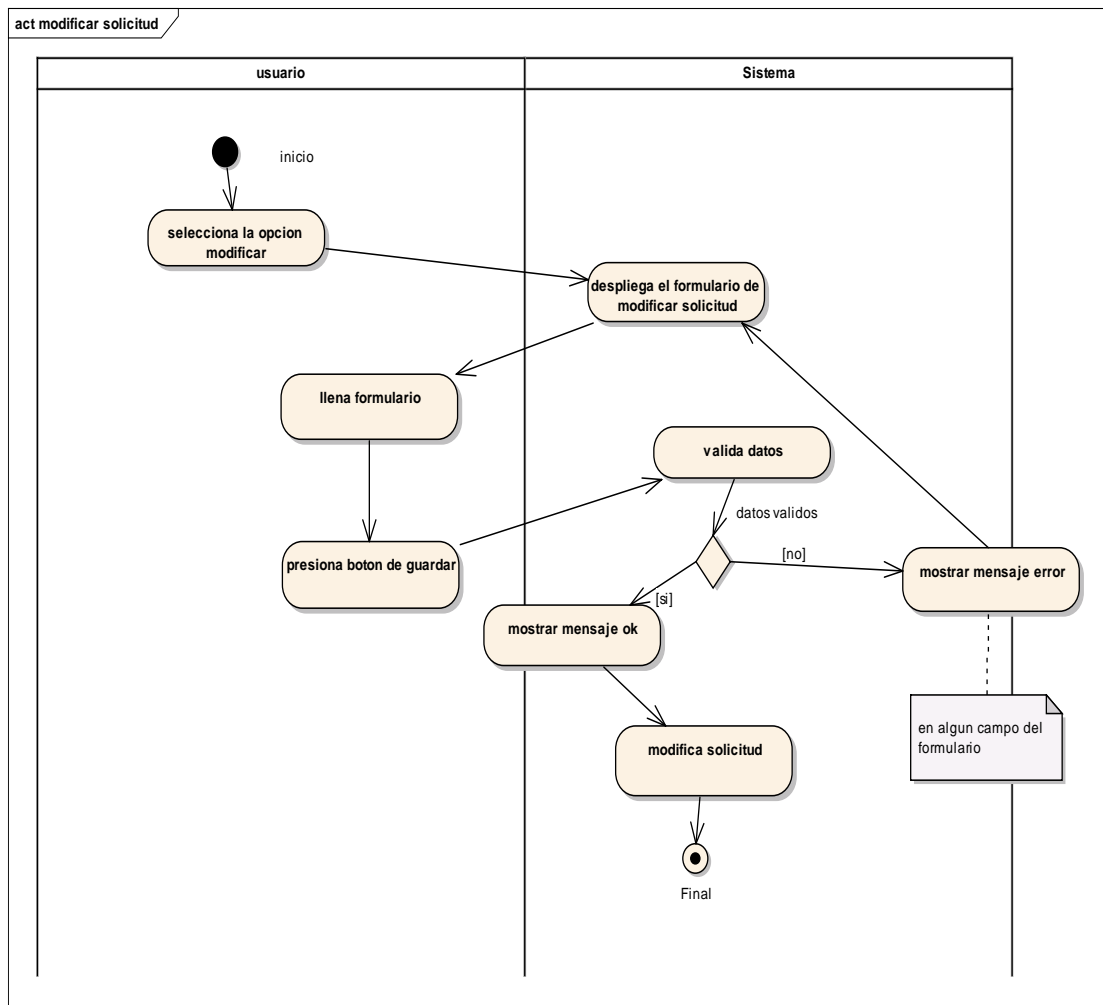 act modificar solicitud
usuario
Sistema
inicio
selecciona la opcion
modificar
despliega el formulario de
modificar solicitud
llena formulario
valida datos
datos validos
presiona boton de guardar
[no]
mostrar mensaje error
[si]
mostrar mensaje ok
en algun campo del
formulario
modifica solicitud
Final